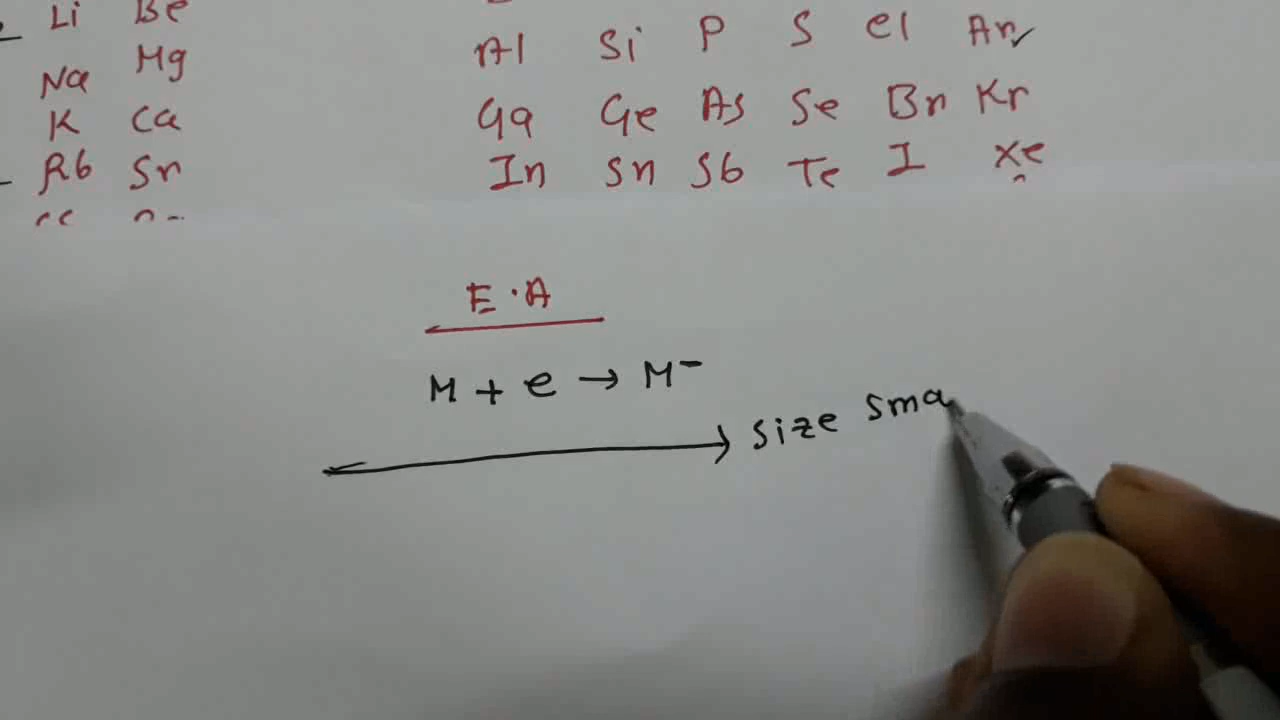 Li Be
Na Mg Al Si P S cl Ar
K Ca Ga Ge As Se Br Kr
Rb Sr In Sn Sb Te I Xe
E.A
M + e → M⁻
size sma